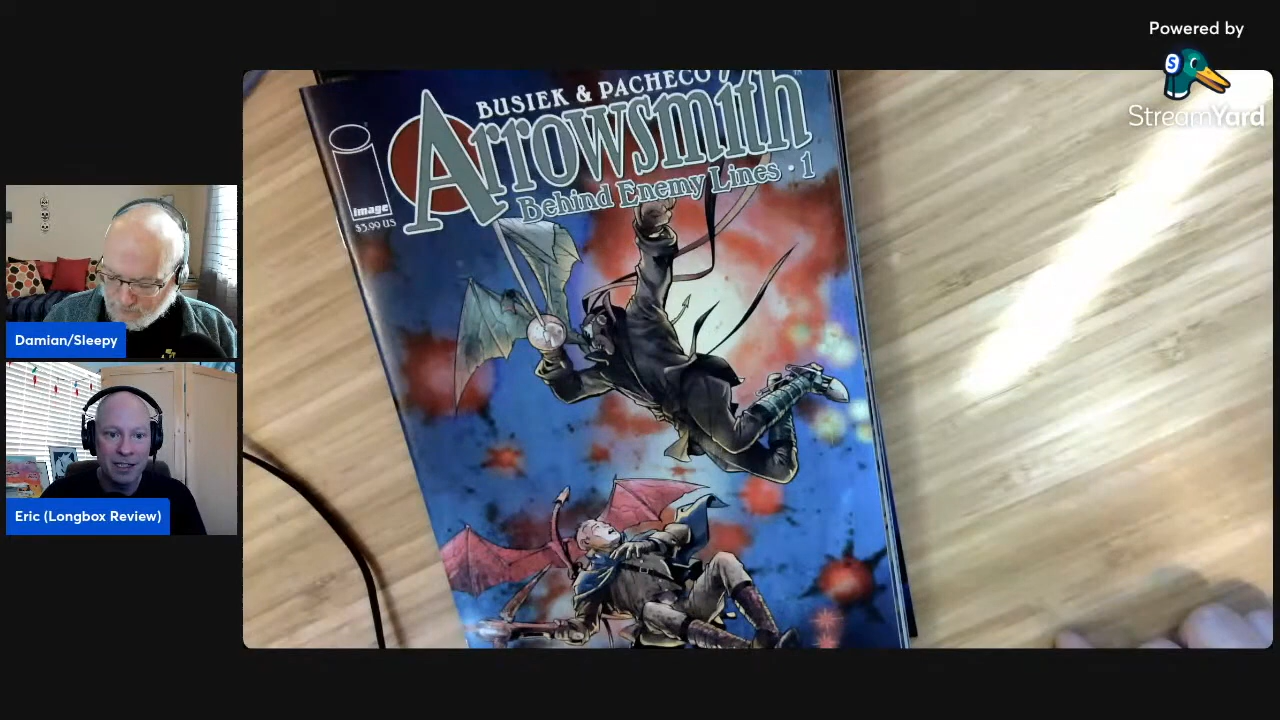 Powered by
S
StreamYard
BUSIEK & PACHECO
Arrowsmith
Behind Enemy Lines · 1
i
image
$3.99 US
Damian/Sleepy
Eric (Longbox Review)